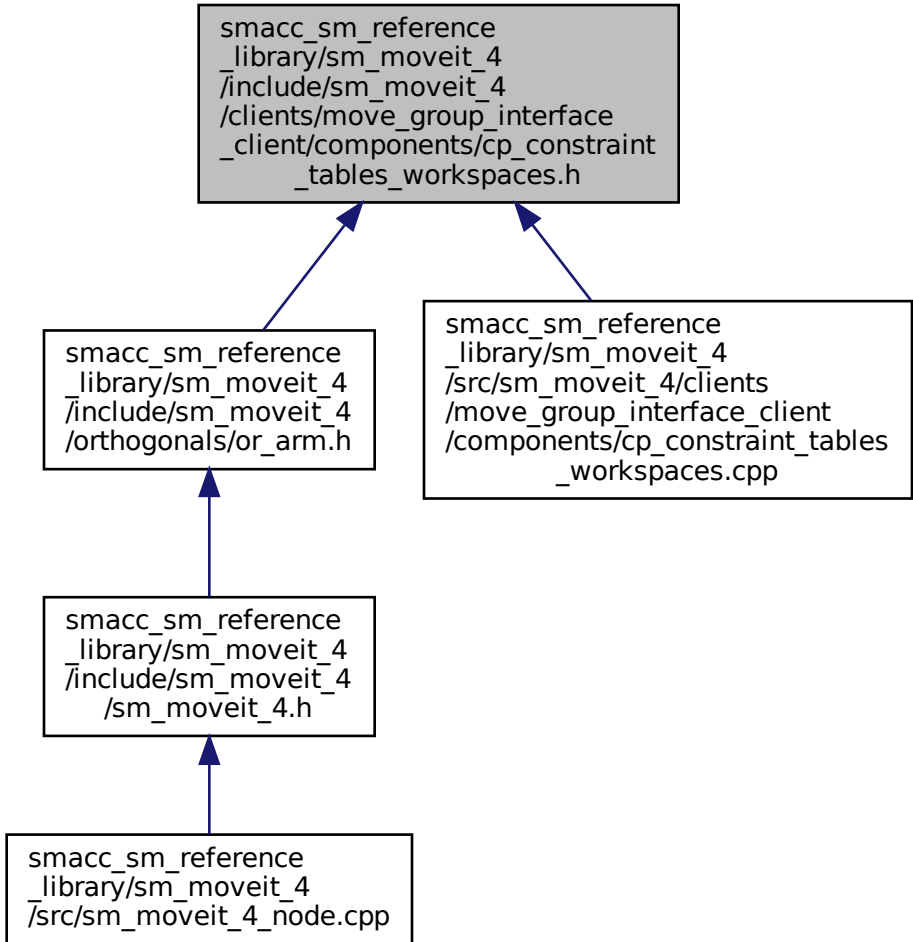 smacc_sm_reference
_library/sm_moveit_4
/include/sm_moveit_4
/clients/move_group_interface
_client/components/cp_constraint
_tables_workspaces.h
smacc_sm_reference
_library/sm_moveit_4
/include/sm_moveit_4
/orthogonals/or_arm.h
smacc_sm_reference
_library/sm_moveit_4
/src/sm_moveit_4/clients
/move_group_interface_client
/components/cp_constraint_tables
_workspaces.cpp
smacc_sm_reference
_library/sm_moveit_4
/include/sm_moveit_4
/sm_moveit_4.h
smacc_sm_reference
_library/sm_moveit_4
/src/sm_moveit_4_node.cpp